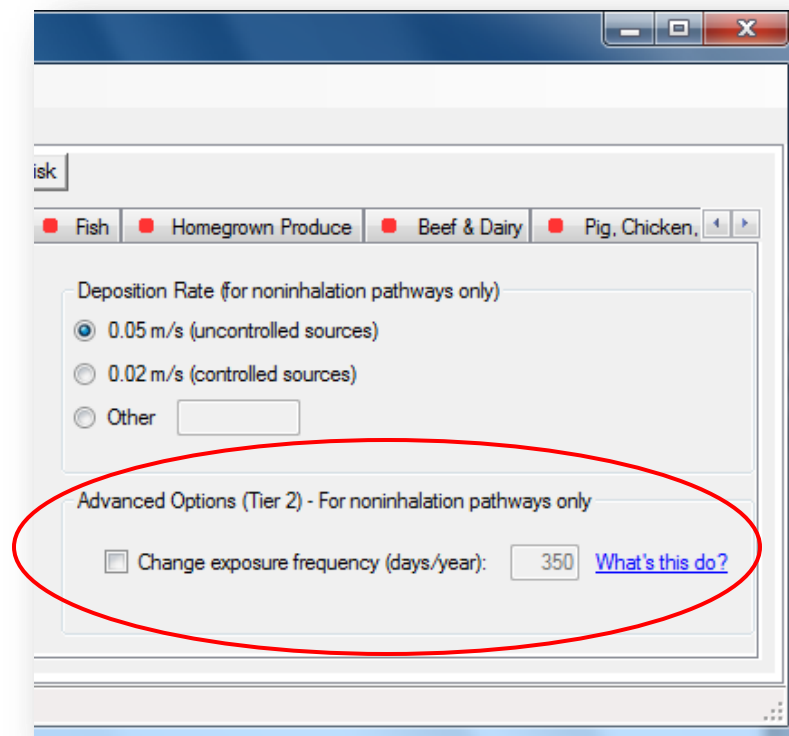 isk
Fish Homegrown Produce Beef & Dairy Pig, Chicken,
Deposition Rate (for noninhalation pathways only)
0.05 m/s (uncontrolled sources)
0.02 m/s (controlled sources)
Other
Advanced Options (Tier 2) - For noninhalation pathways only
Change exposure frequency (days/year): 350 What's this do?